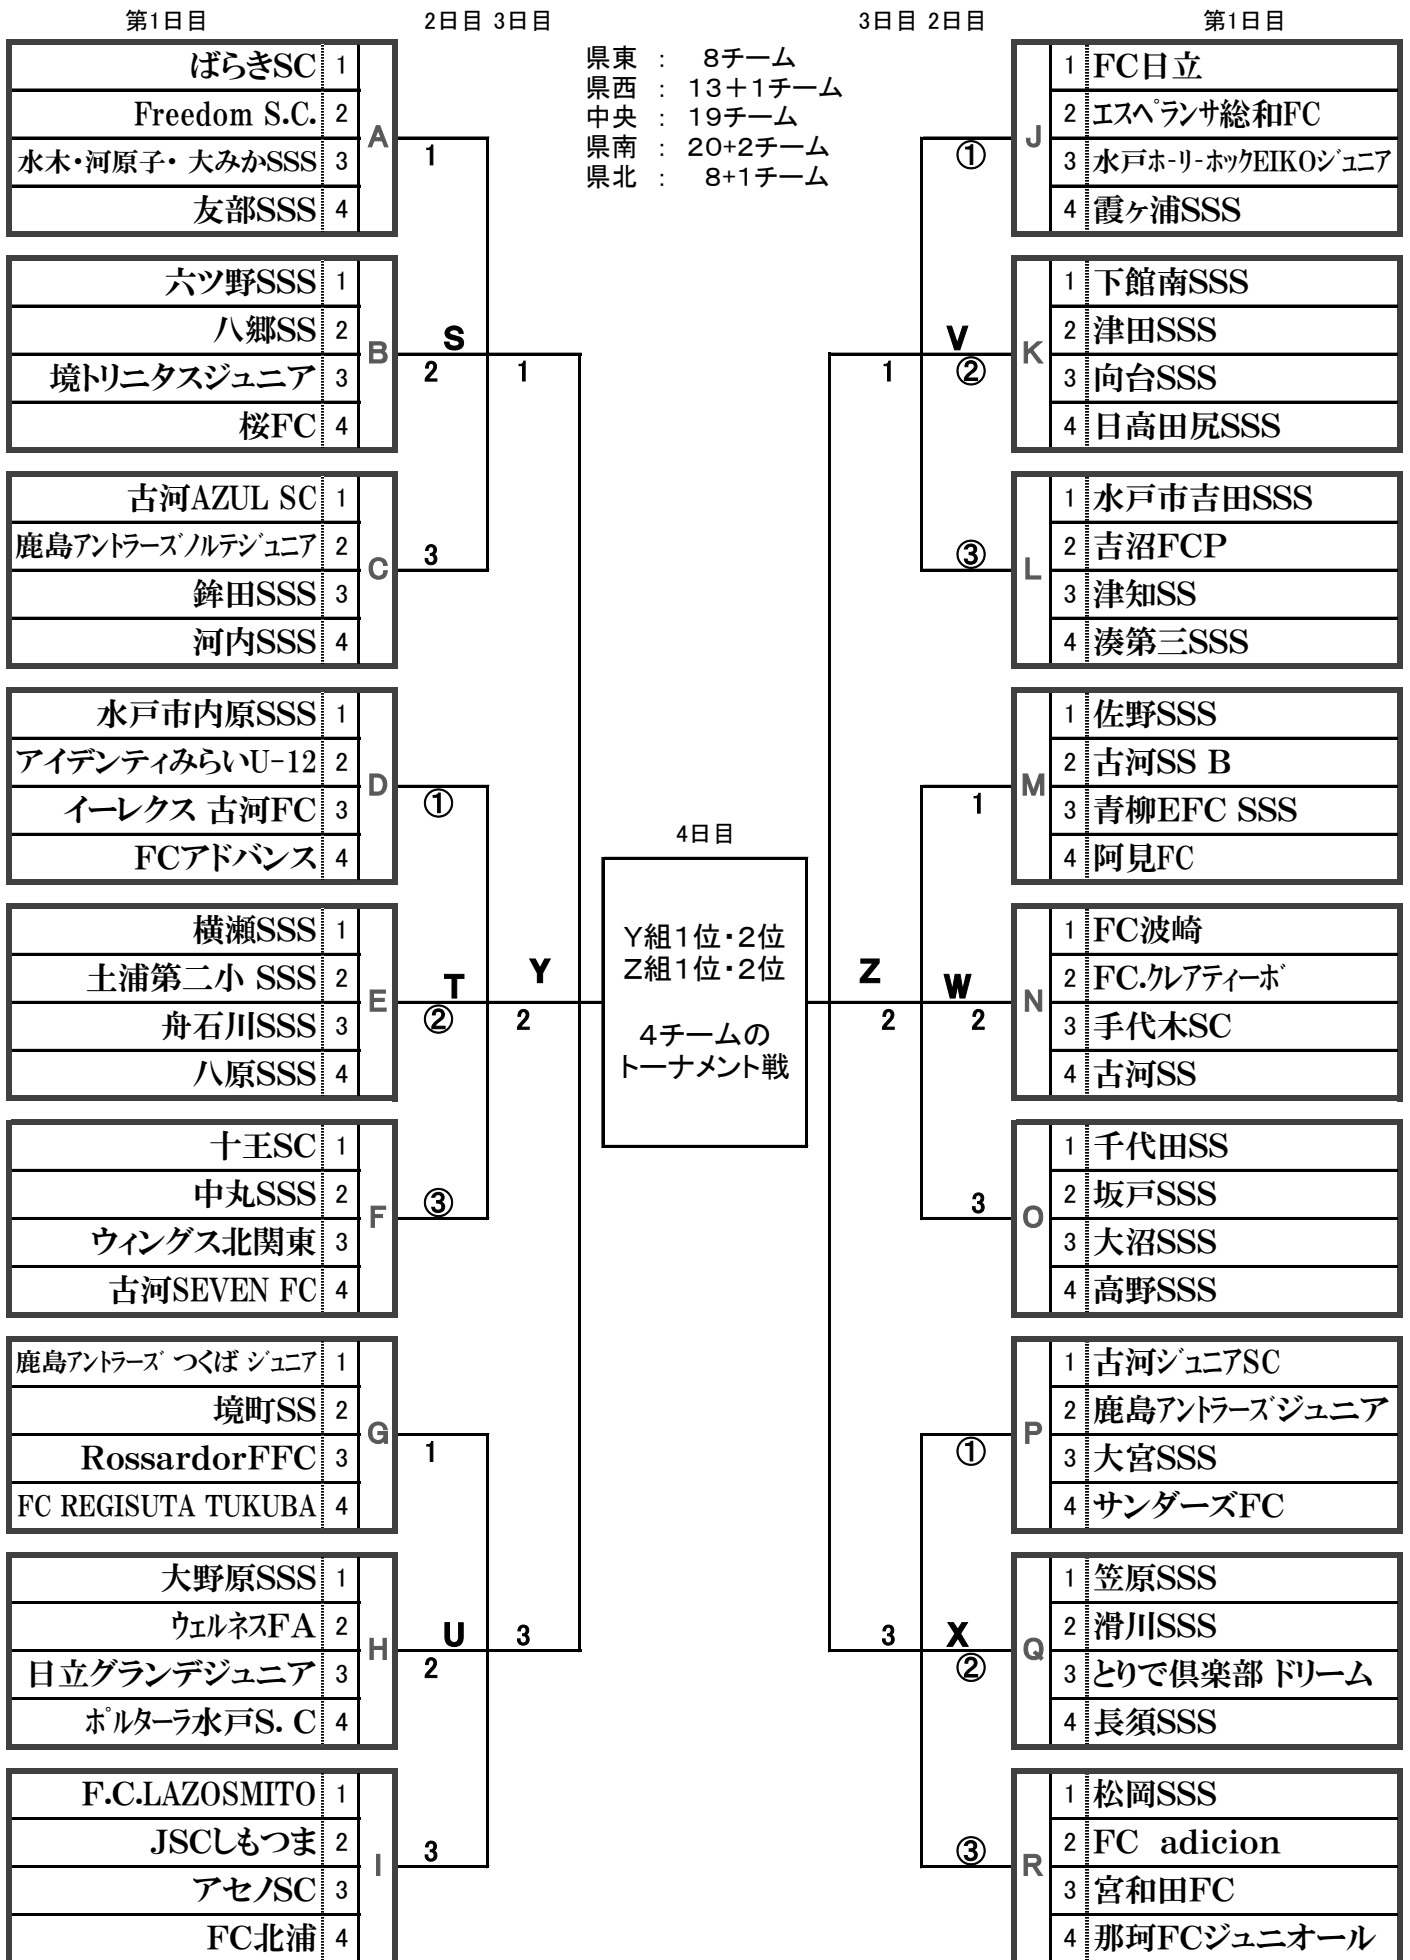 第1日目
2日目 3日目
3日目 2日目
第1日目
県東 : 8チーム
県西 : 13+1チーム
中央 : 19チーム
県南 : 20+2チーム
県北 : 8+1チーム
ばらきSC 1
Freedom S.C. 2
水木・河原子・大みかSSS 3
友部SSS 4
A
1
六ツ野SSS 1
八郷SS 2
境トリニタスジュニア 3
桜FC 4
B
S
2
1
古河AZUL SC 1
鹿島アントラーズノルテジュニア 2
鉾田SSS 3
河内SSS 4
C
3
水戸市内原SSS 1
アイデンティみらいU-12 2
イーレクス 古河FC 3
FCアドバンス 4
D
①
横瀬SSS 1
土浦第二小 SSS 2
舟石川SSS 3
八原SSS 4
E
T
②
Y
2
十王SC 1
中丸SSS 2
ウィングス北関東 3
古河SEVEN FC 4
F
③
鹿島アントラーズ つくば ジュニア 1
境町SS 2
RossardorFFC 3
FC REGISUTA TUKUBA 4
G
1
大野原SSS 1
ウェルネスFA 2
日立グランデジュニア 3
ポルターラ水戸S. C 4
H
U
2
3
F.C.LAZOSMITO 1
JSCしもつま 2
アセノSC 3
FC北浦 4
I
3
4日目
Y組1位・2位
Z組1位・2位
4チームの
トーナメント戦
1 FC日立
2 エスペランサ総和FC
3 水戸ホーリーホックEIKOジュニア
4 霞ヶ浦SSS
J
①
1 下館南SSS
2 津田SSS
3 向台SSS
4 日高田尻SSS
K
V
②
1
1 水戸市吉田SSS
2 吉沼FCP
3 津知SS
4 湊第三SSS
L
③
1 佐野SSS
2 古河SS B
3 青柳EFC SSS
4 阿見FC
M
1
1 FC波崎
2 FC.クレアティーボ
3 手代木SC
4 古河SS
N
W
2
Z
2
1 千代田SS
2 坂戸SSS
3 大沼SSS
4 高野SSS
O
3
1 古河ジュニアSC
2 鹿島アントラーズジュニア
3 大宮SSS
4 サンダーズFC
P
①
1 笠原SSS
2 滑川SSS
3 とりで倶楽部 ドリーム
4 長須SSS
Q
X
②
3
1 松岡SSS
2 FC adicion
3 宮和田FC
4 那珂FCジュニオール
R
③